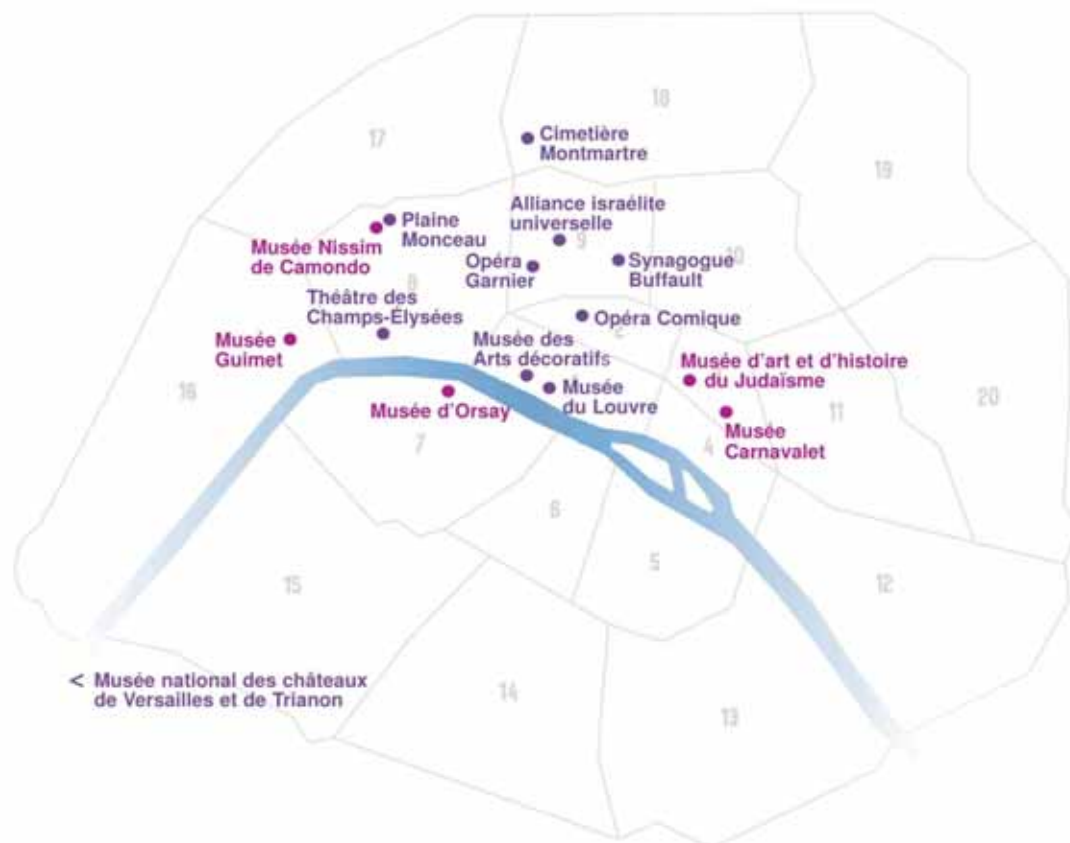 18
17
Cimetière
Montmartre
19
Alliance israélite
universelle
Plaine
Monceau
9
10
Musée Nissim
de Camondo
Opéra
Garnier
Synagogue
Buffault
8
Théâtre des
Champs-Élysées
Opéra Comique
2
Musée
Guimet
Musée des
Arts décoratifs
Musée d'art et d'histoire
du Judaïsme
16
Musée d'Orsay
Musée
du Louvre
11
20
7
4
Musée
Carnavalet
6
5
15
12
< Musée national des châteaux
de Versailles et de Trianon
14
13